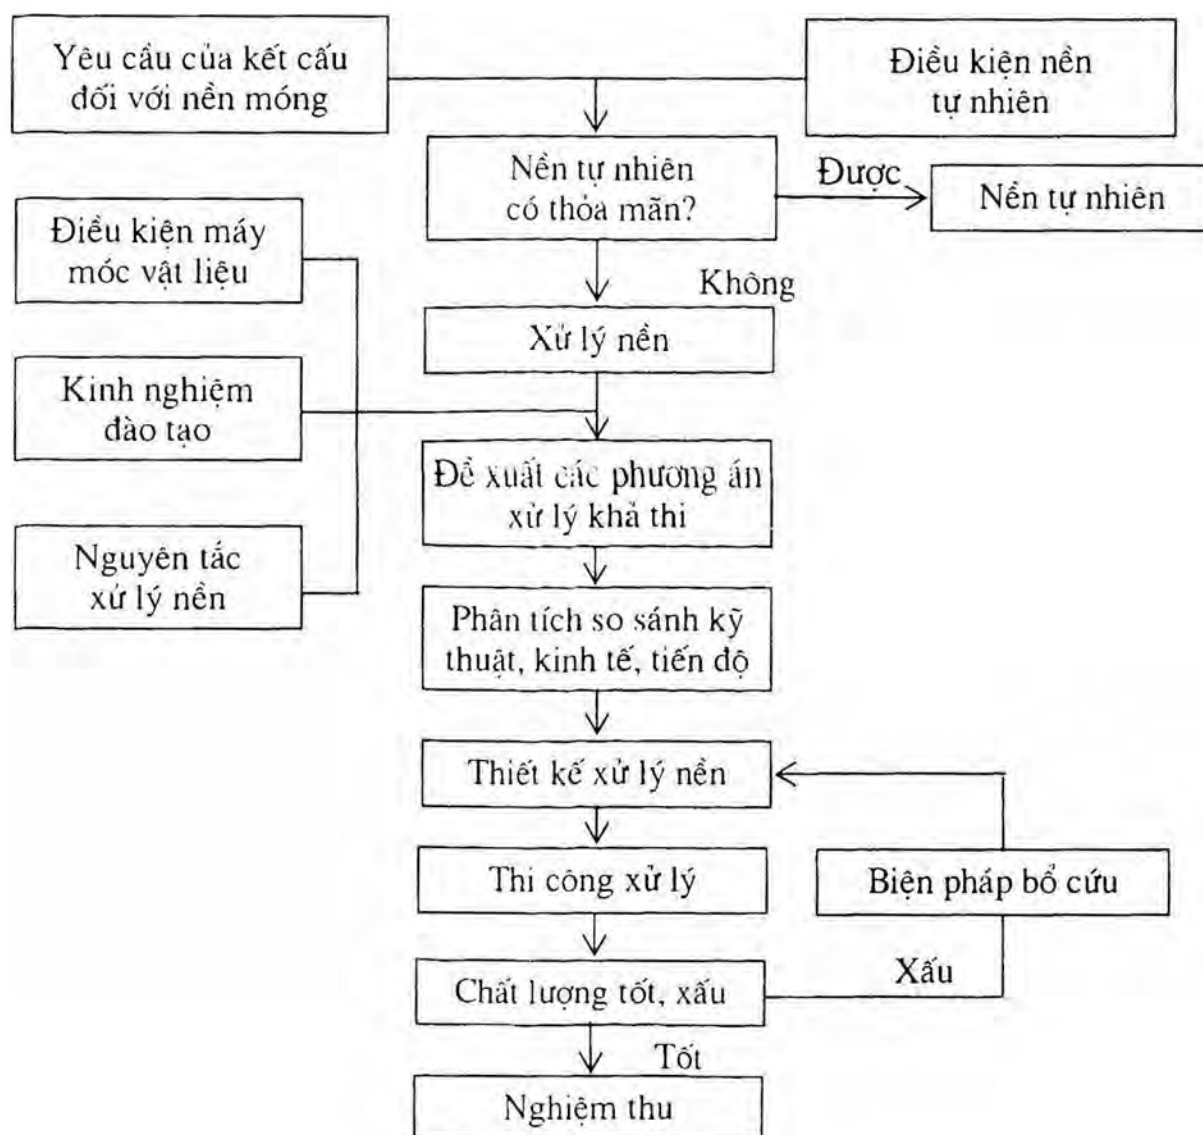 Yêu cầu của kết cấu
đối với nền móng
Điều kiện nền
tự nhiên
Nền tự nhiên
có thỏa mãn?
Được
Nền tự nhiên
Điều kiện máy
móc vật liệu
Không
Xử lý nền
Kinh nghiệm
đào tạo
Đề xuất các phương án
xử lý khả thi
Nguyên tắc
xử lý nền
Phân tích so sánh kỹ
thuật, kinh tế, tiến độ
Thiết kế xử lý nền
Thi công xử lý
Biện pháp bổ cứu
Chất lượng tốt, xấu
Xấu
Tốt
Nghiệm thu